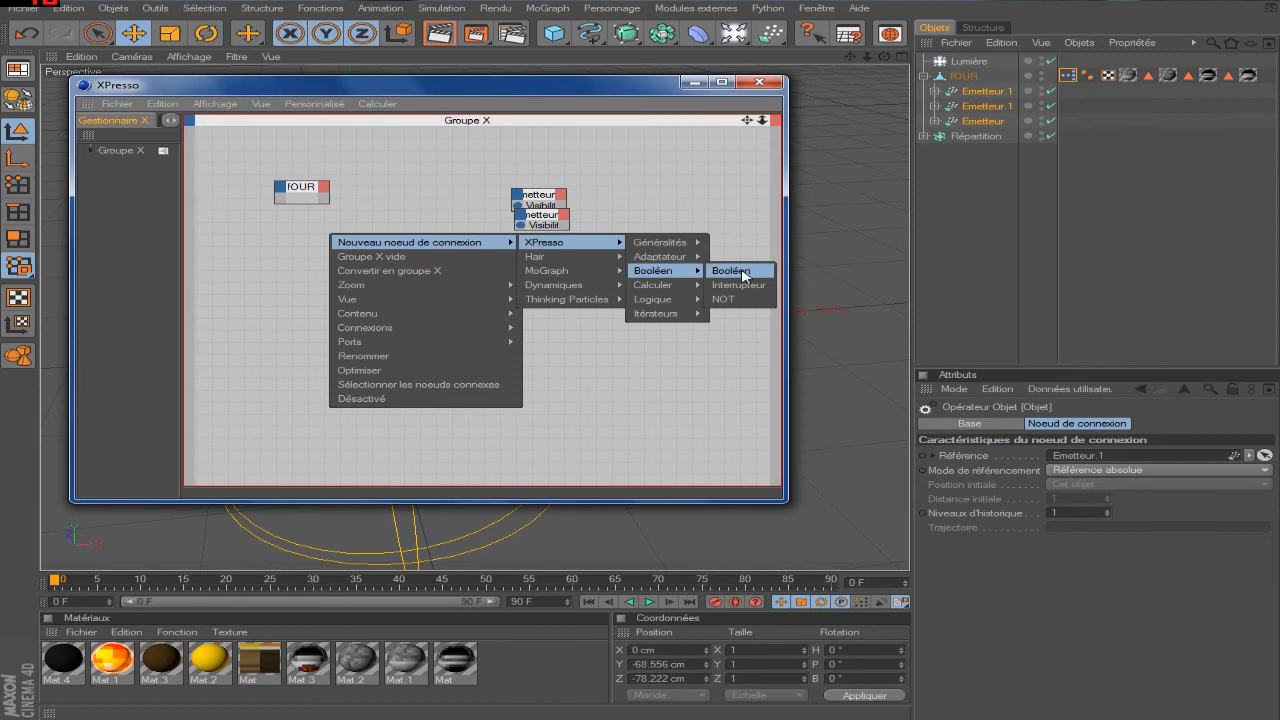 Fichier Edition Objets Outils Sélection Structure Fonctions Animation Simulation Rendu MoGraph Personnage Modules externes Python Fenêtre Aide
Edition Caméras Affichage Filtre Vue
Perspective
XPresso
Fichier Edition Affichage Vue Personnalisé Calculer
Gestionnaire X
Groupe X
Groupe X
fOUR
metteur
Visibilit
metteur
Visibilit
Nouveau noeud de connexion
Groupe X vide
Convertir en groupe X
Zoom
Vue
Contenu
Connexions
Ports
Renommer
Optimiser
Sélectionner les noeuds connexes
Désactivé
XPresso
Hair
MoGraph
Dynamiques
Thinking Particles
Généralités
Adaptateur
Booléen
Calculer
Logique
Itérateurs
Booléen
Interrupteur
NOT
Objets Structure
Fichier Edition Vue Objets Propriétés
Lumière
fOUR
Emetteur.1
Emetteur.1
Emetteur
Répartition
Attributs
Mode Edition Données utilisateu
Opérateur Objet [Objet]
Base Noeud de connexion
Caractéristiques du noeud de connexion
Référence Emetteur.1
Mode de référencement Référence absolue
Position initiale Cet objet
Distance initiale 1
Niveaux d'historique 1
Trajectoire
0 5 10 15 20 25 30 35 40 45 50 55 60 65 70 75 80 85 90 0 F
0 F 0 F 90 F 90 F
Matériaux
Fichier Edition Fonction Texture
Mat.4 Mat.1 Mat.3 Mat.2 Mat Mat.3 Mat.2 Mat.1 Mat
Coordonnées
Position Taille Rotation
X 0 cm X 1 H 0 °
Y -68.556 cm Y 1 P 0 °
Z -78.222 cm Z 1 B 0 °
Monde Echelle Appliquer
MAXON
CINEMA 4D